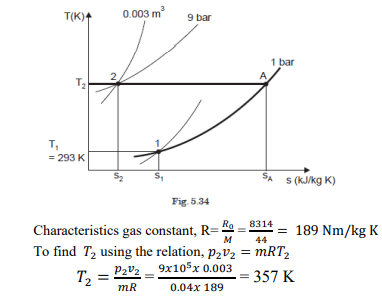 T(K)
0.003 m³
9 bar
1 bar
T₂
2
A
T₁
= 293 K
1
S₂
S₁
S_A
s (kJ/kg K)
Fig. 5.34
Characteristics gas constant, R= R₀/M = 8314/44 = 189 Nm/kg K
To find T₂ using the relation, p₂v₂ = mRT₂
T₂ = p₂v₂/mR = 9x10⁵x 0.003/0.04x 189 = 357 K